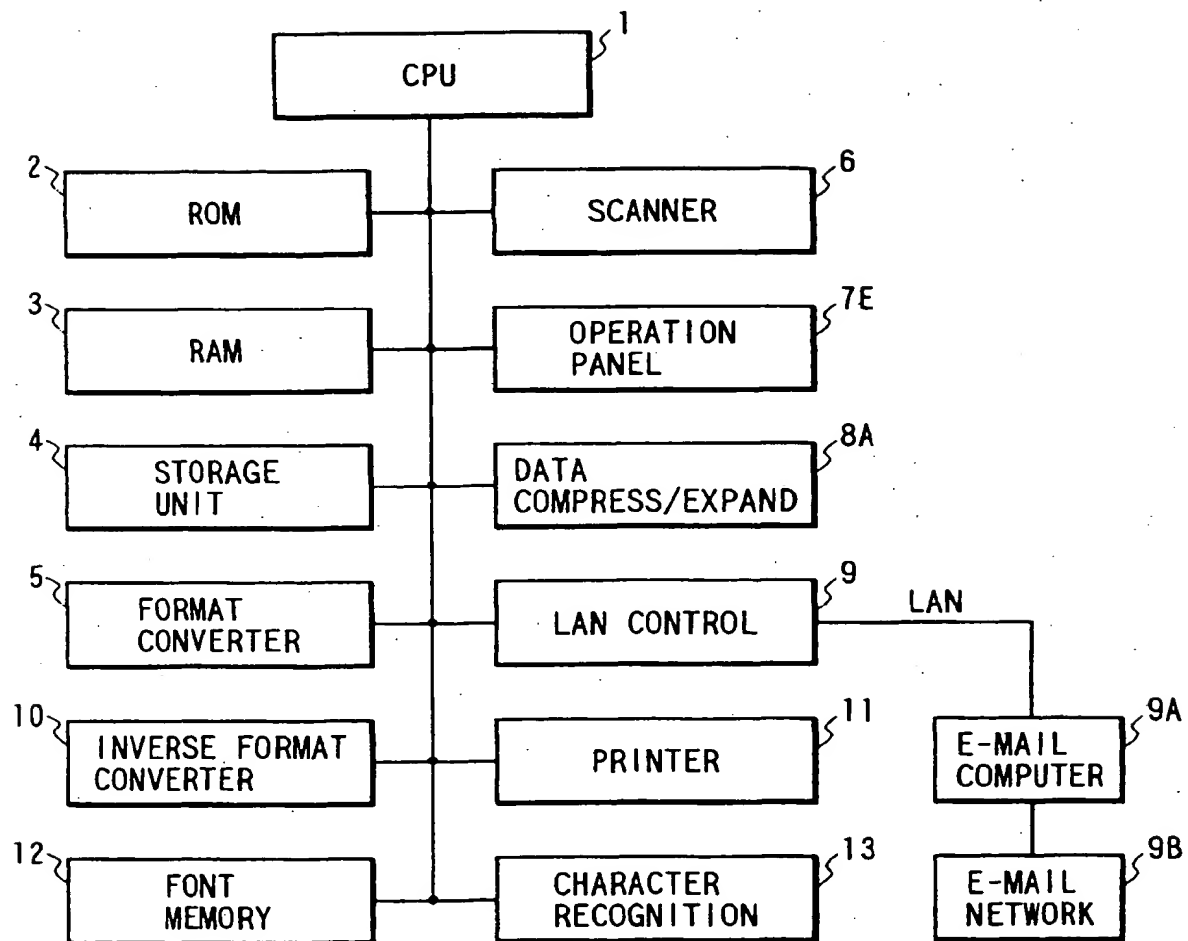 1
CPU
2
ROM
6
SCANNER
3
RAM
7E
OPERATION
PANEL
4
STORAGE
UNIT
8A
DATA
COMPRESS/EXPAND
5
FORMAT
CONVERTER
9
LAN CONTROL
LAN
10
INVERSE FORMAT
CONVERTER
11
PRINTER
9A
E-MAIL
COMPUTER
12
FONT
MEMORY
13
CHARACTER
RECOGNITION
9B
E-MAIL
NETWORK